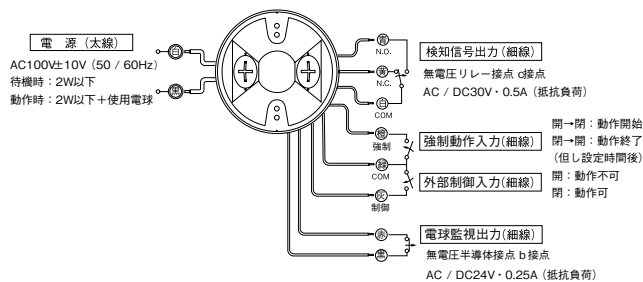 電 源（太線）
白
AC100V±10V（50 / 60Hz）
待機時：2W以下
動作時：2W以下＋使用電球
黒
青
N.O.
黄
N.C.
白
COM
検知信号出力（細線）
無電圧リレー接点 c接点
AC / DC30V・0.5A（抵抗負荷）
橙
強制
強制動作入力（細線）
開→閉：動作開始
閉→開：動作終了
（但し設定時間後）
緑
COM
灰
制御
外部制御入力（細線）
開：動作不可
閉：動作可
赤
黒
電球監視出力（細線）
無電圧半導体接点 b 接点
AC / DC24V・0.25A（抵抗負荷）